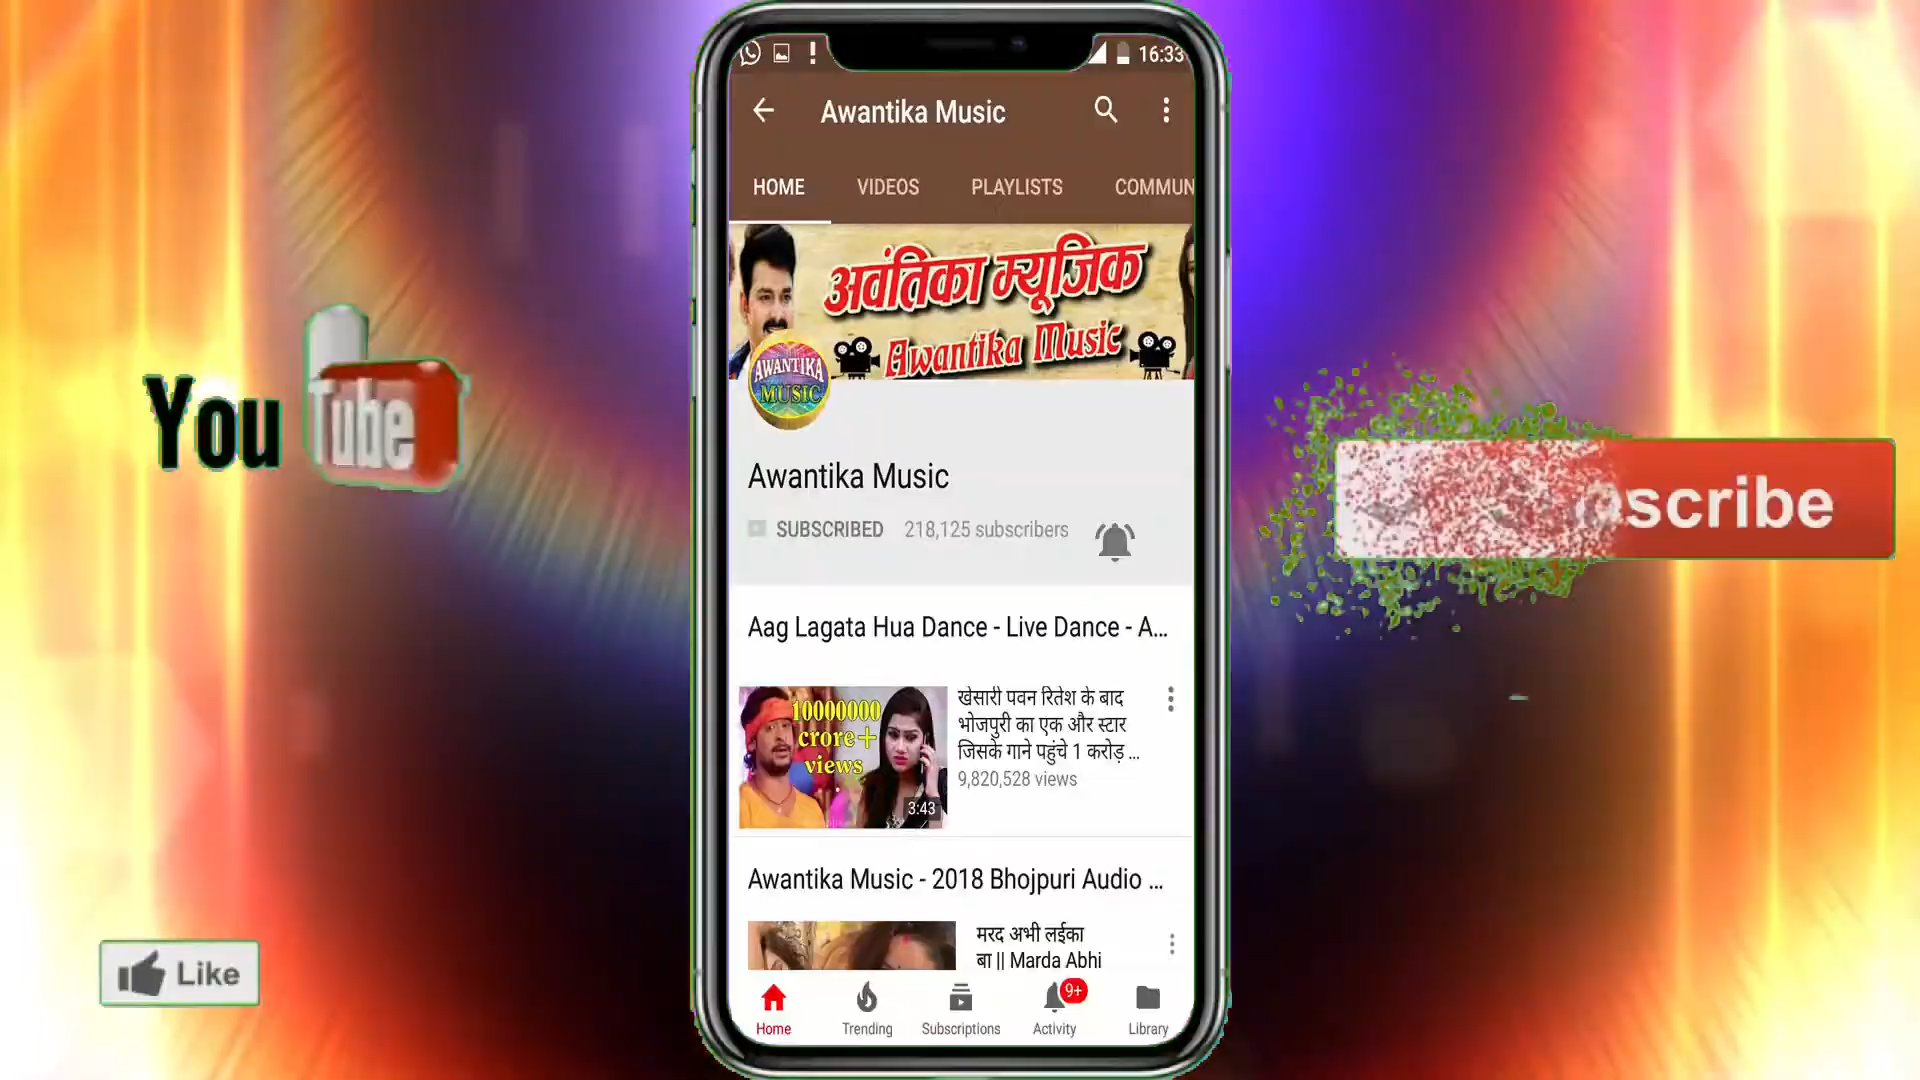 16:33
Awantika Music
HOME VIDEOS PLAYLISTS COMMUN
अवंतिका म्यूजिक
Awantika Music
AWANTIKA
MUSIC
You Tube
scribe
Awantika Music
SUBSCRIBED 218,125 subscribers
Aag Lagata Hua Dance - Live Dance - A...
10000000
crore+
views
3:43
खेसारी पवन रितेश के बाद
भोजपुरी का एक और स्टार
जिसके गाने पहुंचे 1 करोड़ ...
9,820,528 views
Awantika Music - 2018 Bhojpuri Audio ...
मरद अभी लईका
बा || Marda Abhi
Like
9+
Home Trending Subscriptions Activity Library